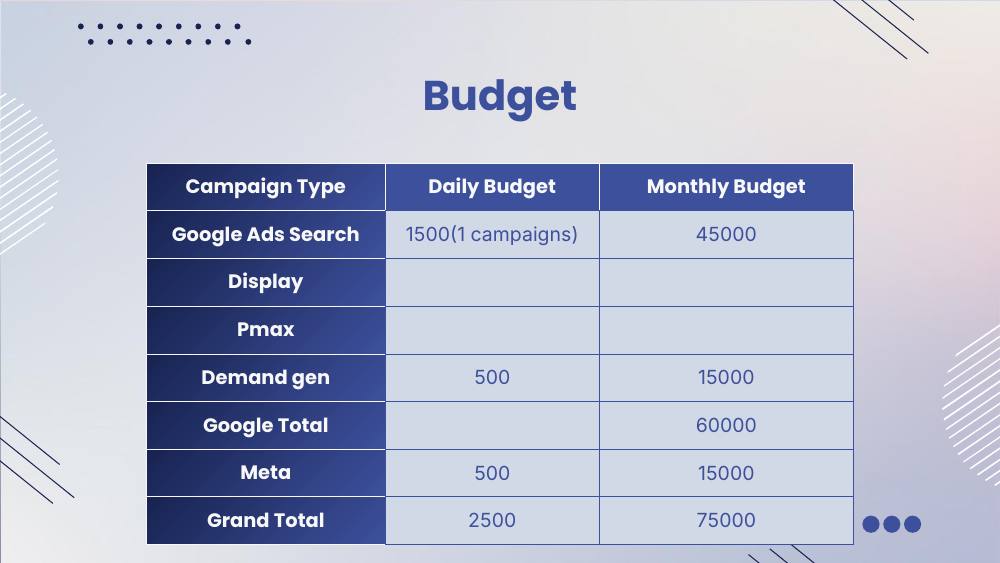 Budget
Campaign Type Daily Budget Monthly Budget
Google Ads Search 1500(1 campaigns) 45000
Display
Pmax
Demand gen 500 15000
Google Total 60000
Meta 500 15000
Grand Total 2500 75000